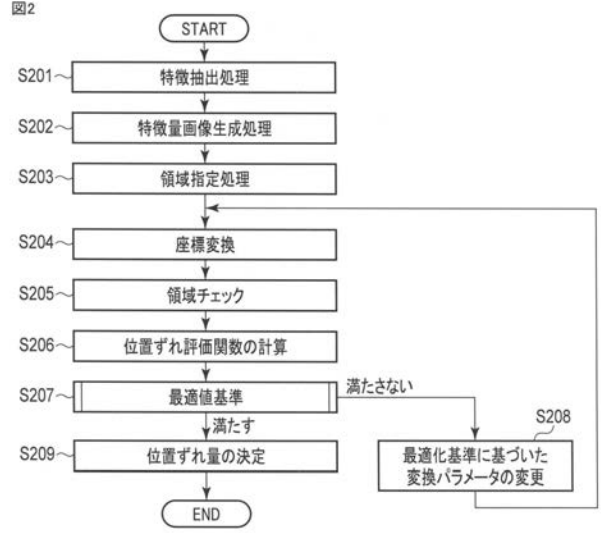 図2
START
S201
特徴抽出処理
S202
特徴量画像生成処理
S203
領域指定処理
S204
座標変換
S205
領域チェック
S206
位置ずれ評価関数の計算
S207
最適値基準
満たさない
満たす
S208
最適化基準に基づいた
変換パラメータの変更
S209
位置ずれ量の決定
END